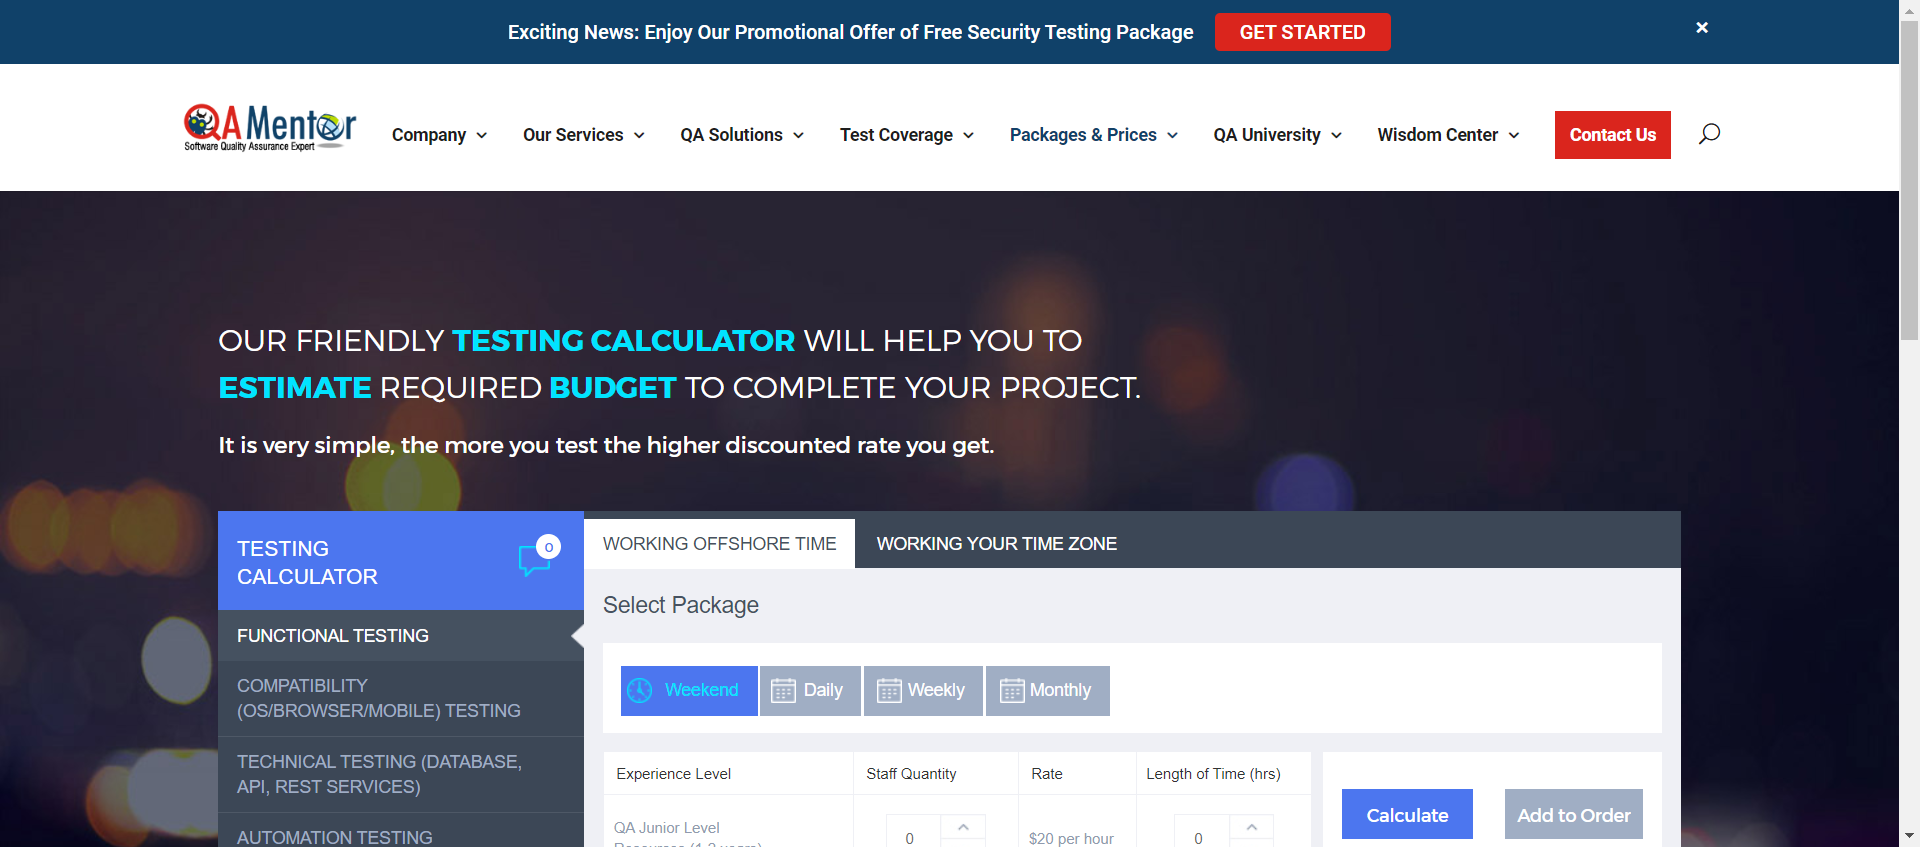 Exciting News: Enjoy Our Promotional Offer of Free Security Testing Package
GET STARTED
×
QA Mentor
Software Quality Assurance Expert
Company
Our Services
QA Solutions
Test Coverage
Packages & Prices
QA University
Wisdom Center
Contact Us
OUR FRIENDLY TESTING CALCULATOR WILL HELP YOU TO
ESTIMATE REQUIRED BUDGET TO COMPLETE YOUR PROJECT.
It is very simple, the more you test the higher discounted rate you get.
TESTING
CALCULATOR
0
FUNCTIONAL TESTING
COMPATIBILITY
(OS/BROWSER/MOBILE) TESTING
TECHNICAL TESTING (DATABASE,
API, REST SERVICES)
AUTOMATION TESTING
WORKING OFFSHORE TIME
WORKING YOUR TIME ZONE
Select Package
Weekend
Daily
Weekly
Monthly
Experience Level
Staff Quantity
Rate
Length of Time (hrs)
QA Junior Level
0
$20 per hour
0
Calculate
Add to Order